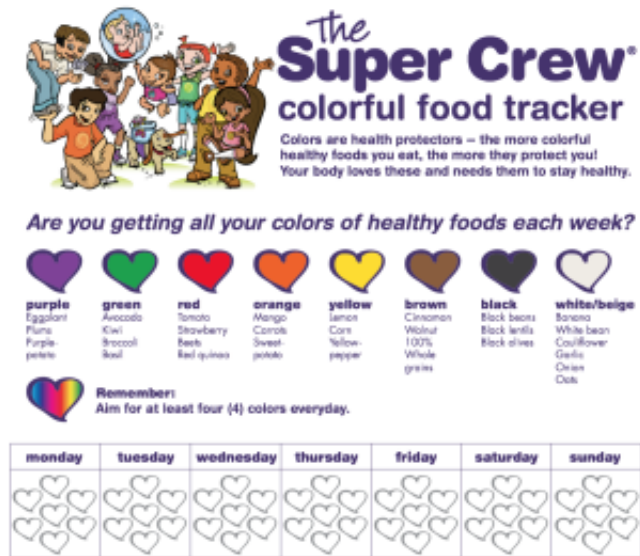 The
Super Crew®
colorful food tracker
Colors are health protectors – the more colorful
healthy foods you eat, the more they protect you!
Your body loves these and needs them to stay healthy.
Are you getting all your colors of healthy foods each week?
purple
Eggplant
Plums
Purple-
potato
green
Avocado
Kiwi
Broccoli
Basil
red
Tomato
Strawberry
Beets
Red quinoa
orange
Mango
Carrots
Sweet-
potato
yellow
Lemon
Corn
Yellow-
pepper
brown
Cinnamon
Walnut
100%
Whole
grains
black
Black beans
Black lentils
Black olives
white/beige
Banana
White bean
Cauliflower
Garlic
Onion
Oats
Remember:
Aim for at least four (4) colors everyday.
monday tuesday wednesday thursday friday saturday sunday